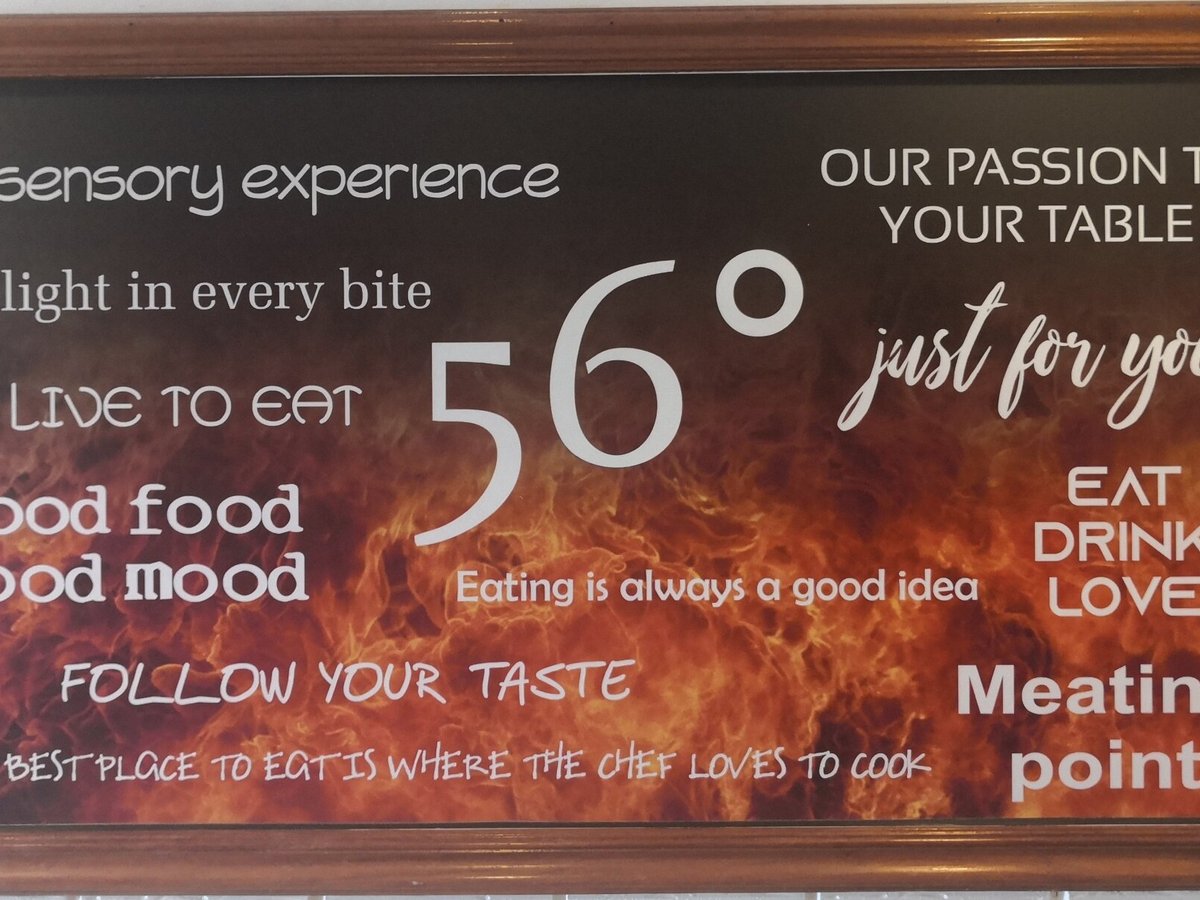 sensory experience
light in every bite
LIVE TO EAT
ood food
ood mood
56°
OUR PASSION T
YOUR TABLE
just for you
EAT
DRINK
LOVE
Eating is always a good idea
FOLLOW YOUR TASTE
BEST PLACE TO EAT IS WHERE THE CHEF LOVES TO COOK
Meatin
point